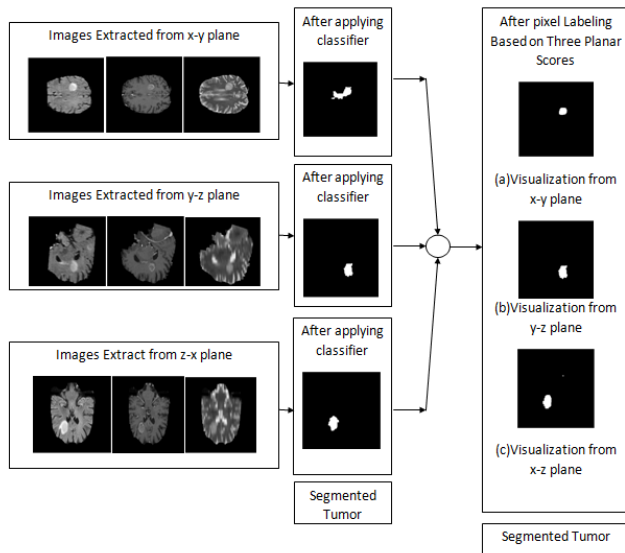 Images Extracted from x-y plane
After applying
classifier
Images Extracted from y-z plane
After applying
classifier
Images Extract from z-x plane
After applying
classifier
Segmented
Tumor
After pixel Labeling
Based on Three Planar
Scores
(a)Visualization from
x-y plane
(b)Visualization from
y-z plane
(c)Visualization from
x-z plane
Segmented Tumor